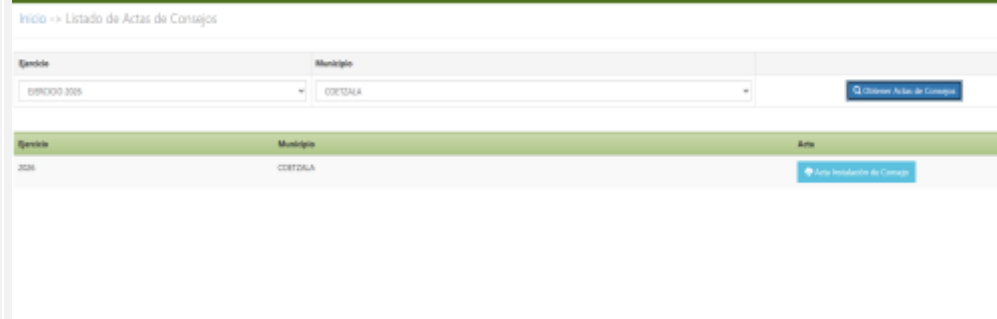 Inicio -> Listado de Actas de Consejos
Ejercicio Municipio
EJERCICIO 2026 COETZALA Obtener Actas de Consejos
Ejercicio Municipio Acta
2026 COETZALA Acta Instalación de Consejo